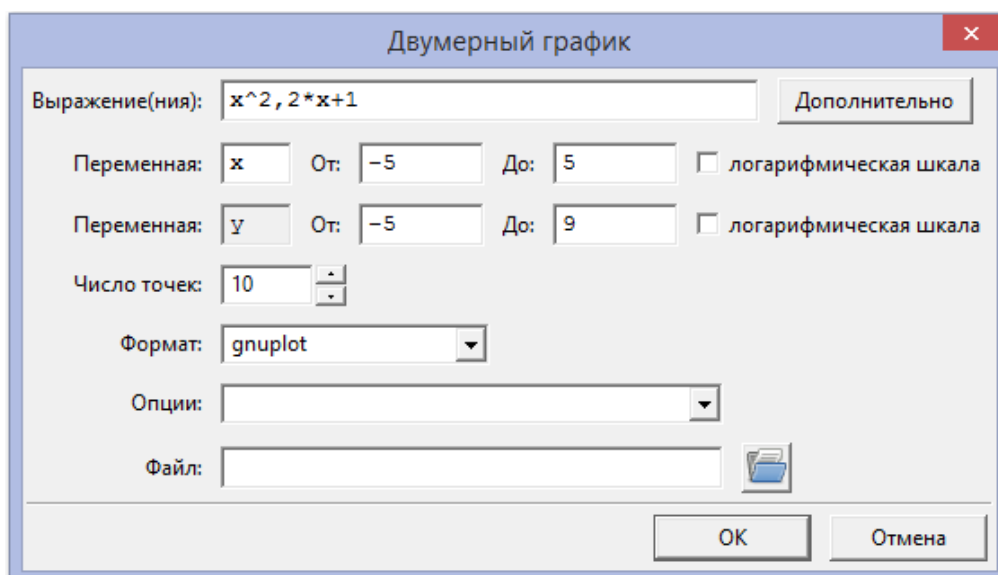 Двумерный график
Выражение(ния): x^2,2*x+1 Дополнительно
Переменная: x От: -5 До: 5 логарифмическая шкала
Переменная: y От: -5 До: 9 логарифмическая шкала
Число точек: 10
Формат: gnuplot
Опции:
Файл:
OK Отмена